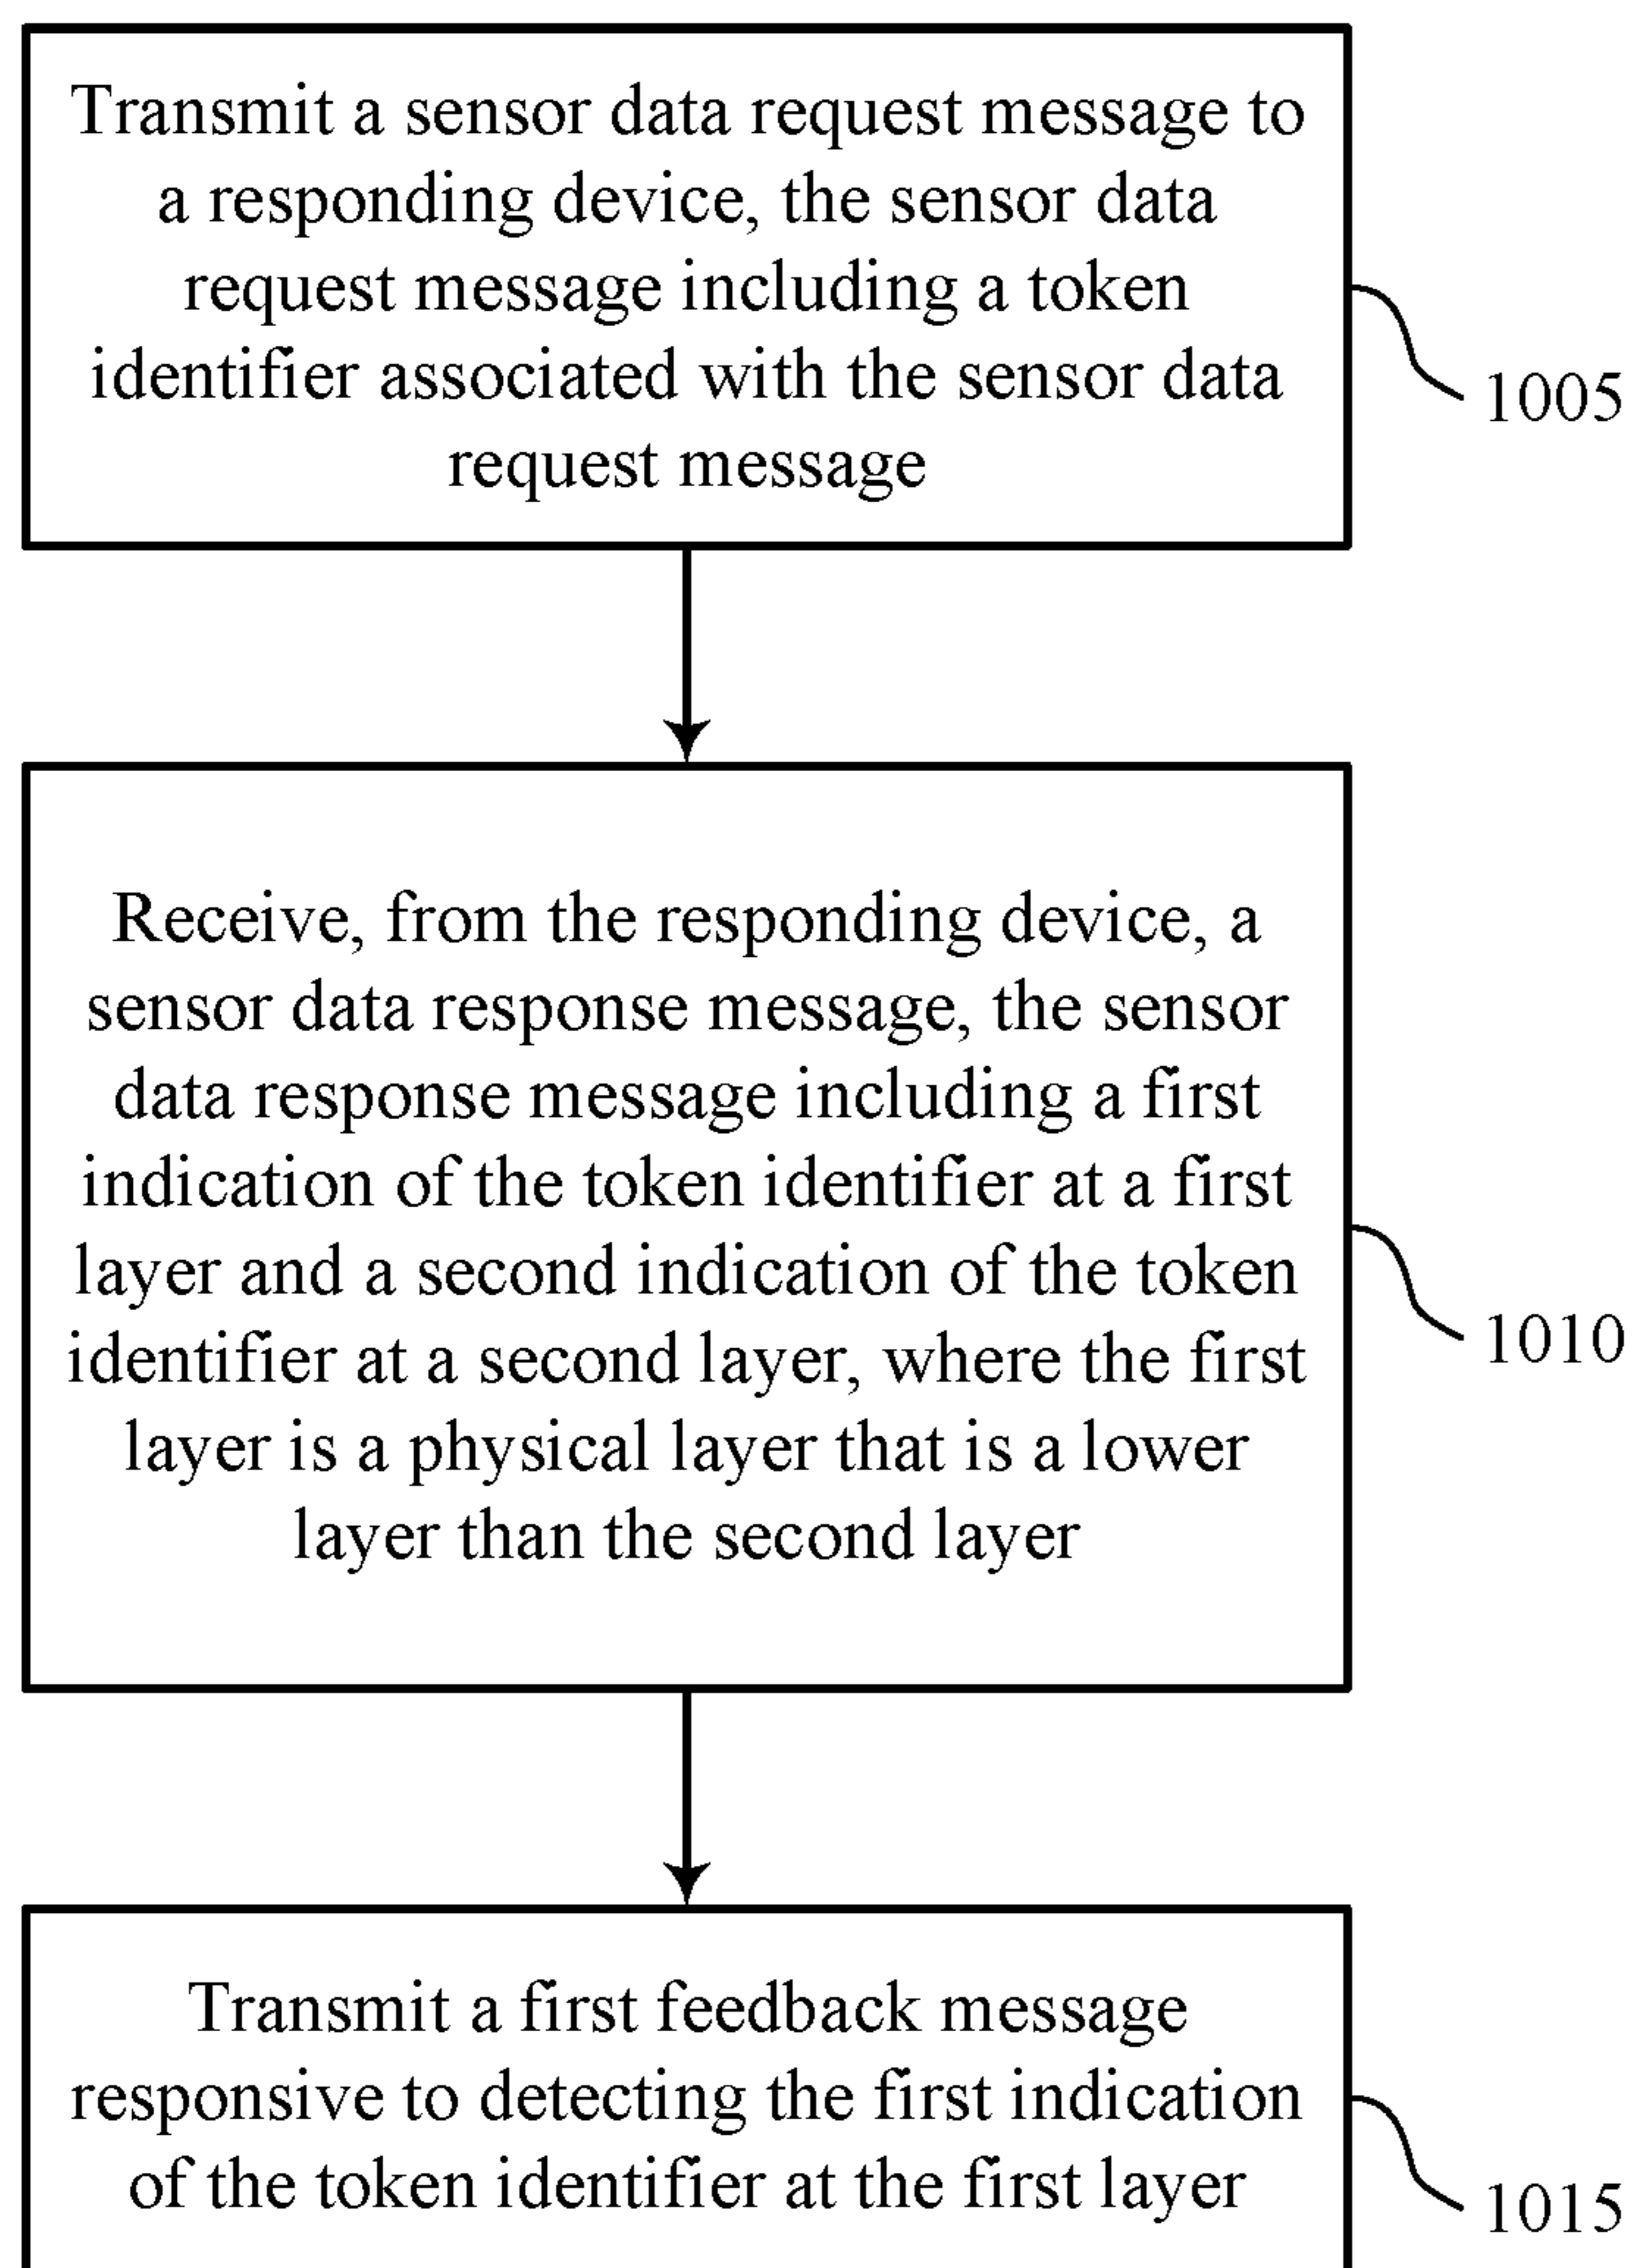 Transmit a sensor data request message to
a responding device, the sensor data
request message including a token
identifier associated with the sensor data
request message
1005
Receive, from the responding device, a
sensor data response message, the sensor
data response message including a first
indication of the token identifier at a first
layer and a second indication of the token
identifier at a second layer, where the first
layer is a physical layer that is a lower
layer than the second layer
1010
Transmit a first feedback message
responsive to detecting the first indication
of the token identifier at the first layer
1015